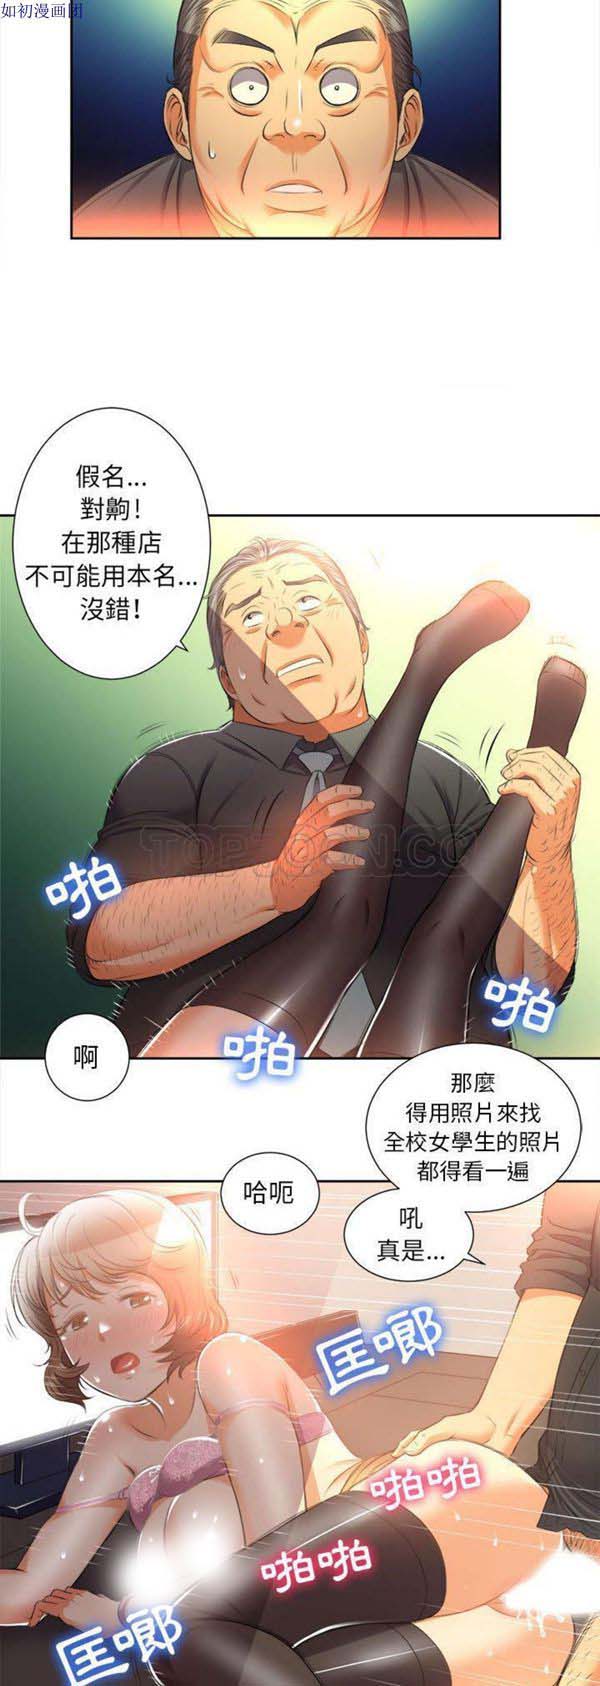 如初漫画团
假名...
對齁!
在那種店
不可能用本名...
沒錯!
TOPTOON.CC
啪
啪
啪
啊
那麼
得用照片來找
全校女學生的照片
都得看一遍
哈呃
吼
真是...
匡啷
啪啪
啪啪
匡啷